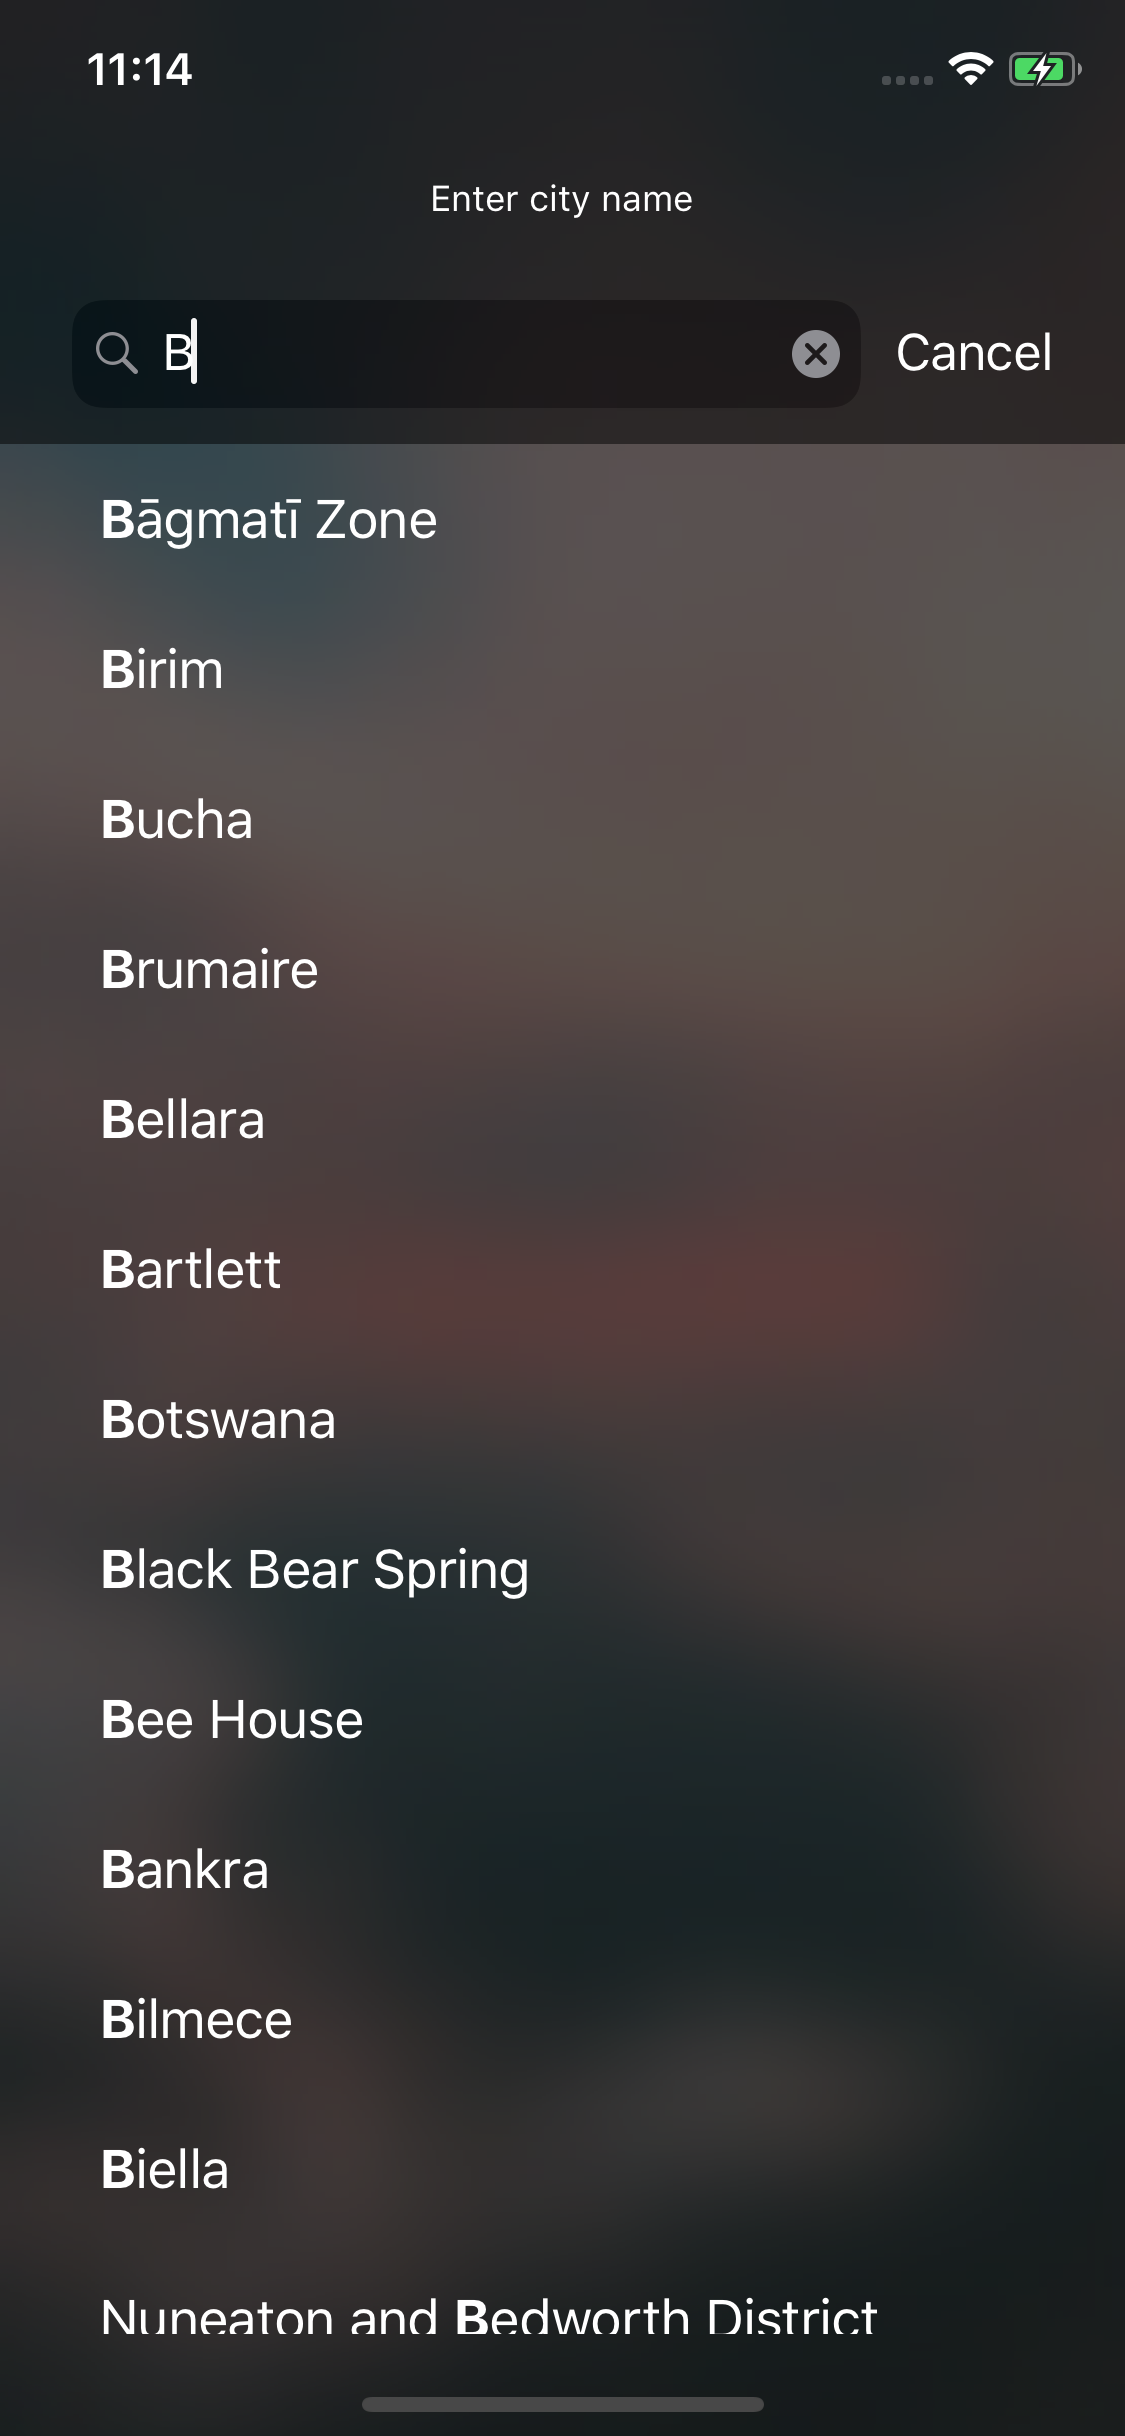 11:14
Enter city name
B
Cancel
Bāgmatī Zone
Birim
Bucha
Brumaire
Bellara
Bartlett
Botswana
Black Bear Spring
Bee House
Bankra
Bilmece
Biella
Nuneaton and Bedworth District